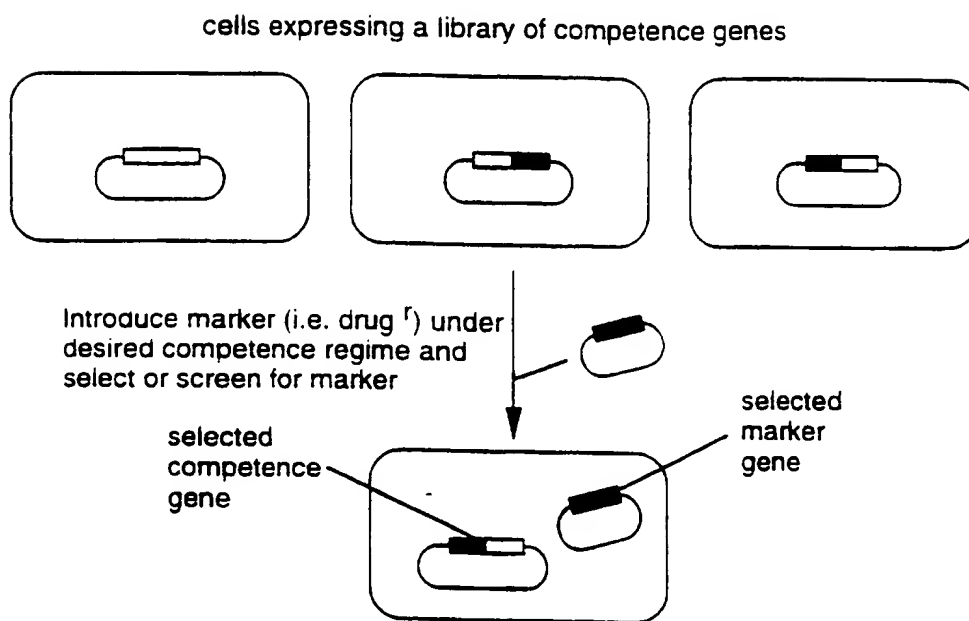 cells expressing a library of competence genes
Introduce marker (i.e. drug r) under
desired competence regime and
select or screen for marker
selected
marker
gene
selected
competence
gene